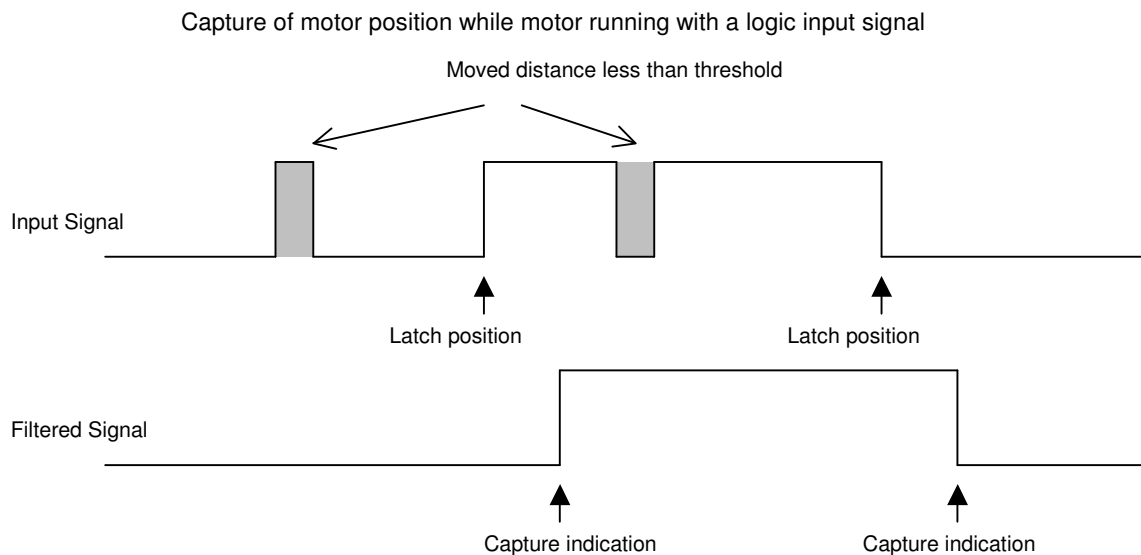 Capture of motor position while motor running with a logic input signal
Moved distance less than threshold
Input Signal
Latch position
Latch position
Filtered Signal
Capture indication
Capture indication